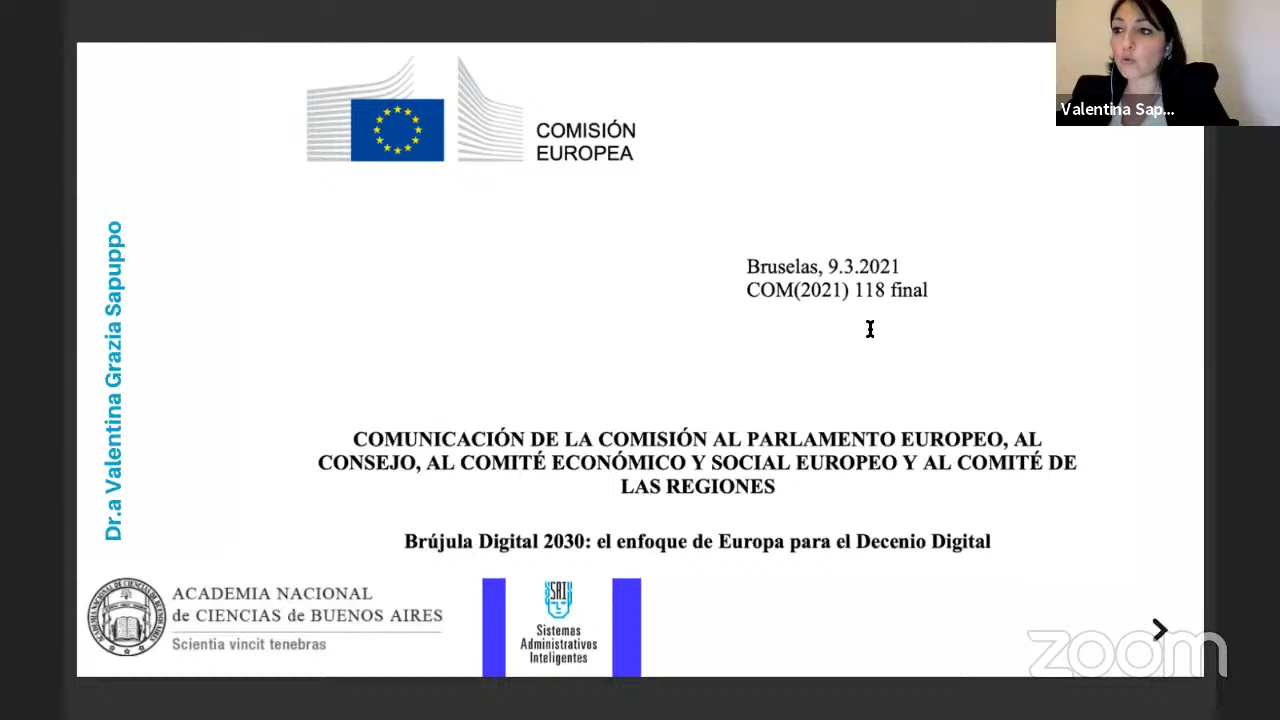 Valentina Sap...
COMISIÓN
EUROPEA
Dr.a Valentina Grazia Sapuppo
Bruselas, 9.3.2021
COM(2021) 118 final
COMUNICACIÓN DE LA COMISIÓN AL PARLAMENTO EUROPEO, AL
CONSEJO, AL COMITÉ ECONÓMICO Y SOCIAL EUROPEO Y AL COMITÉ DE
LAS REGIONES
Brújula Digital 2030: el enfoque de Europa para el Decenio Digital
ACADEMIA NACIONAL
de CIENCIAS de BUENOS AIRES
Scientia vincit tenebras
SAI
Sistemas
Administrativos
Inteligentes
zoom